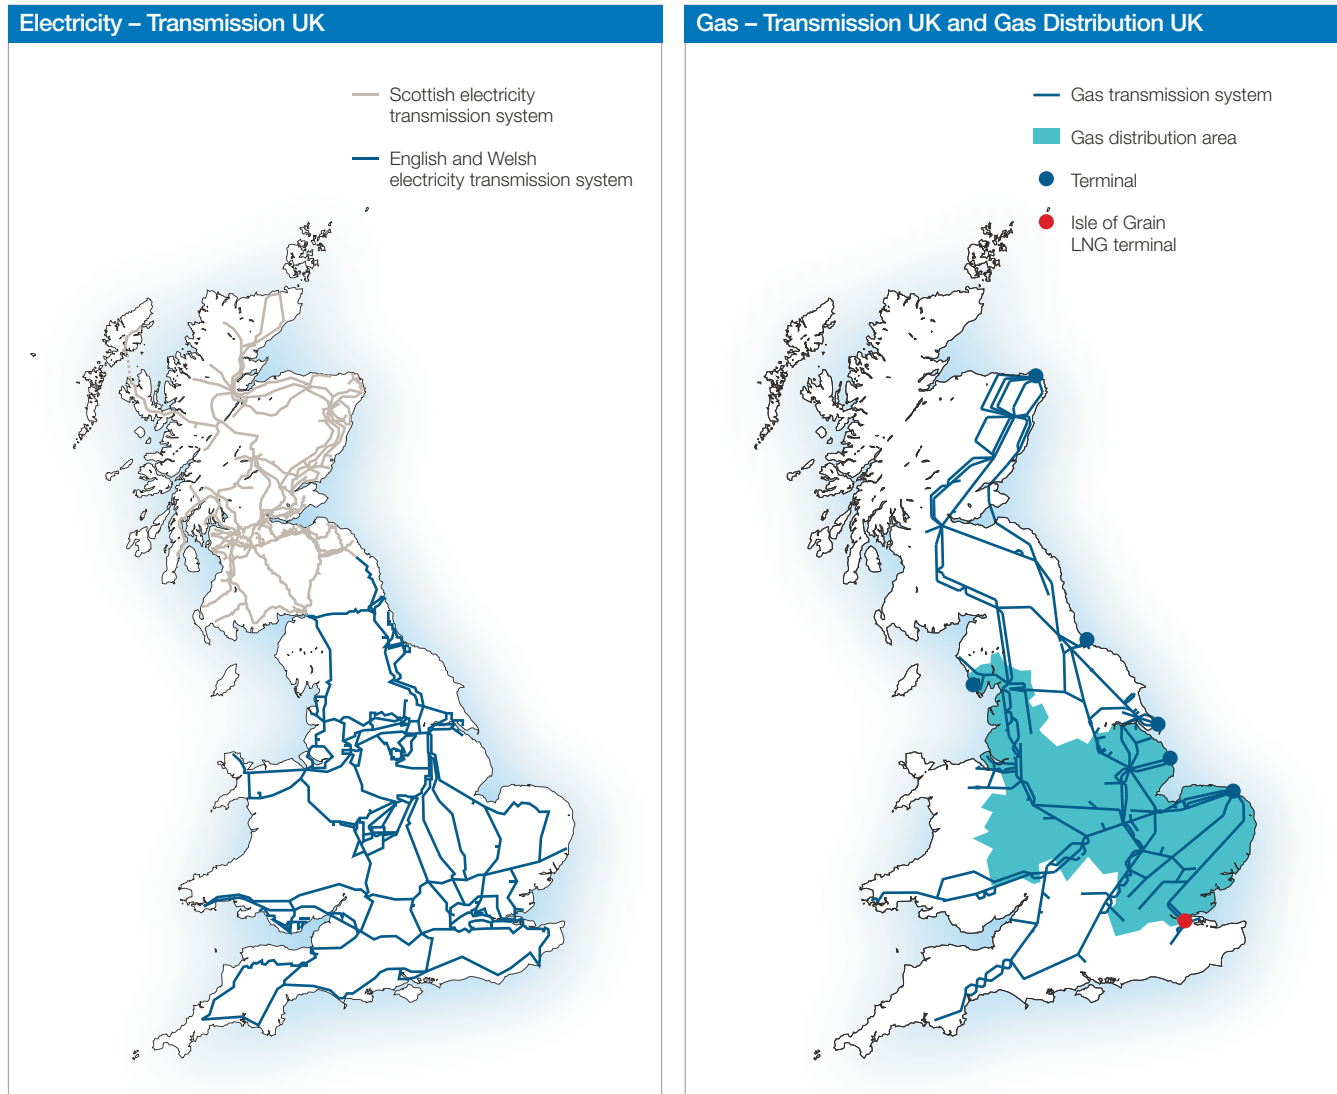 Electricity – Transmission UK
Scottish electricity
transmission system
English and Welsh
electricity transmission system
Gas – Transmission UK and Gas Distribution UK
Gas transmission system
Gas distribution area
Terminal
Isle of Grain
LNG terminal